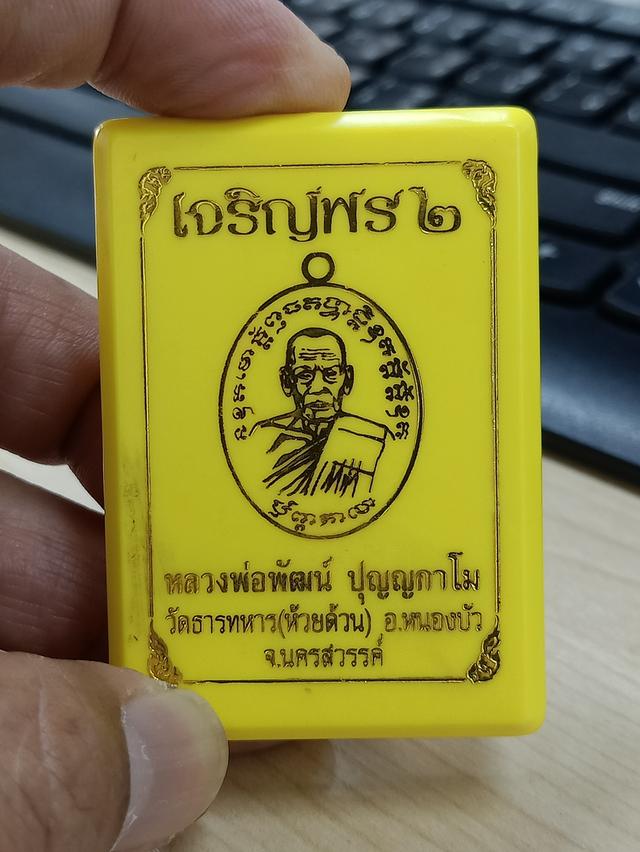 เจริญพร ๒
หลวงพ่อพัฒน์ ปุญญกาโม
วัดธารทหาร(ห้วยด้วน) อ.หนองบัว
จ.นครสวรรค์